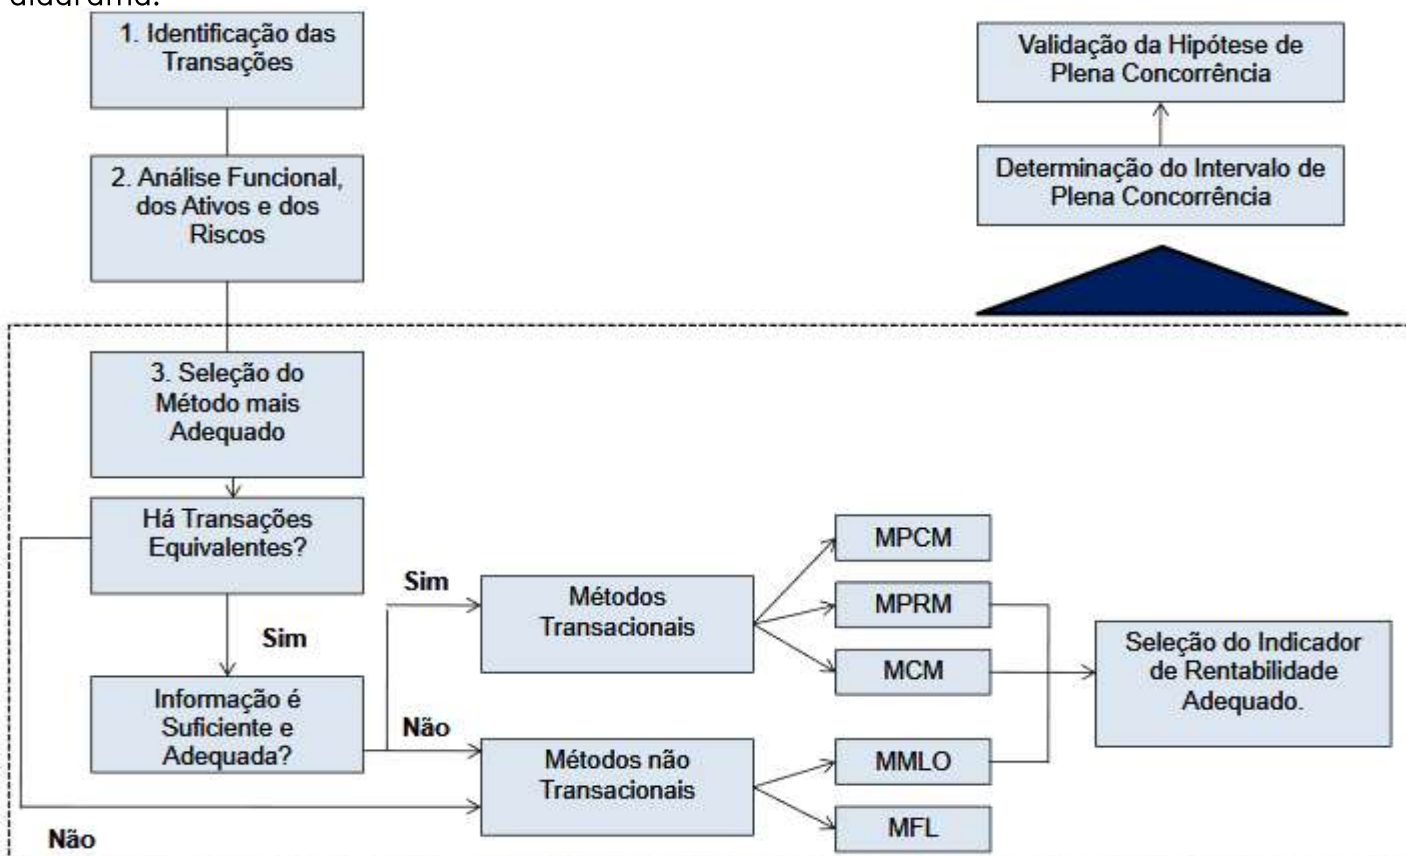 diagrama.
1. Identificação das
Transações
2. Análise Funcional,
dos Ativos e dos
Riscos
Validação da Hipótese de
Plena Concorrência
Determinação do Intervalo de
Plena Concorrência
3. Seleção do
Método mais
Adequado
Há Transações
Equivalentes?
Sim
Informação é
Suficiente e
Adequada?
Não
Sim
Não
Métodos
Transacionais
Métodos não
Transacionais
MPCM
MPRM
MCM
MMLO
MFL
Seleção do Indicador
de Rentabilidade
Adequado.